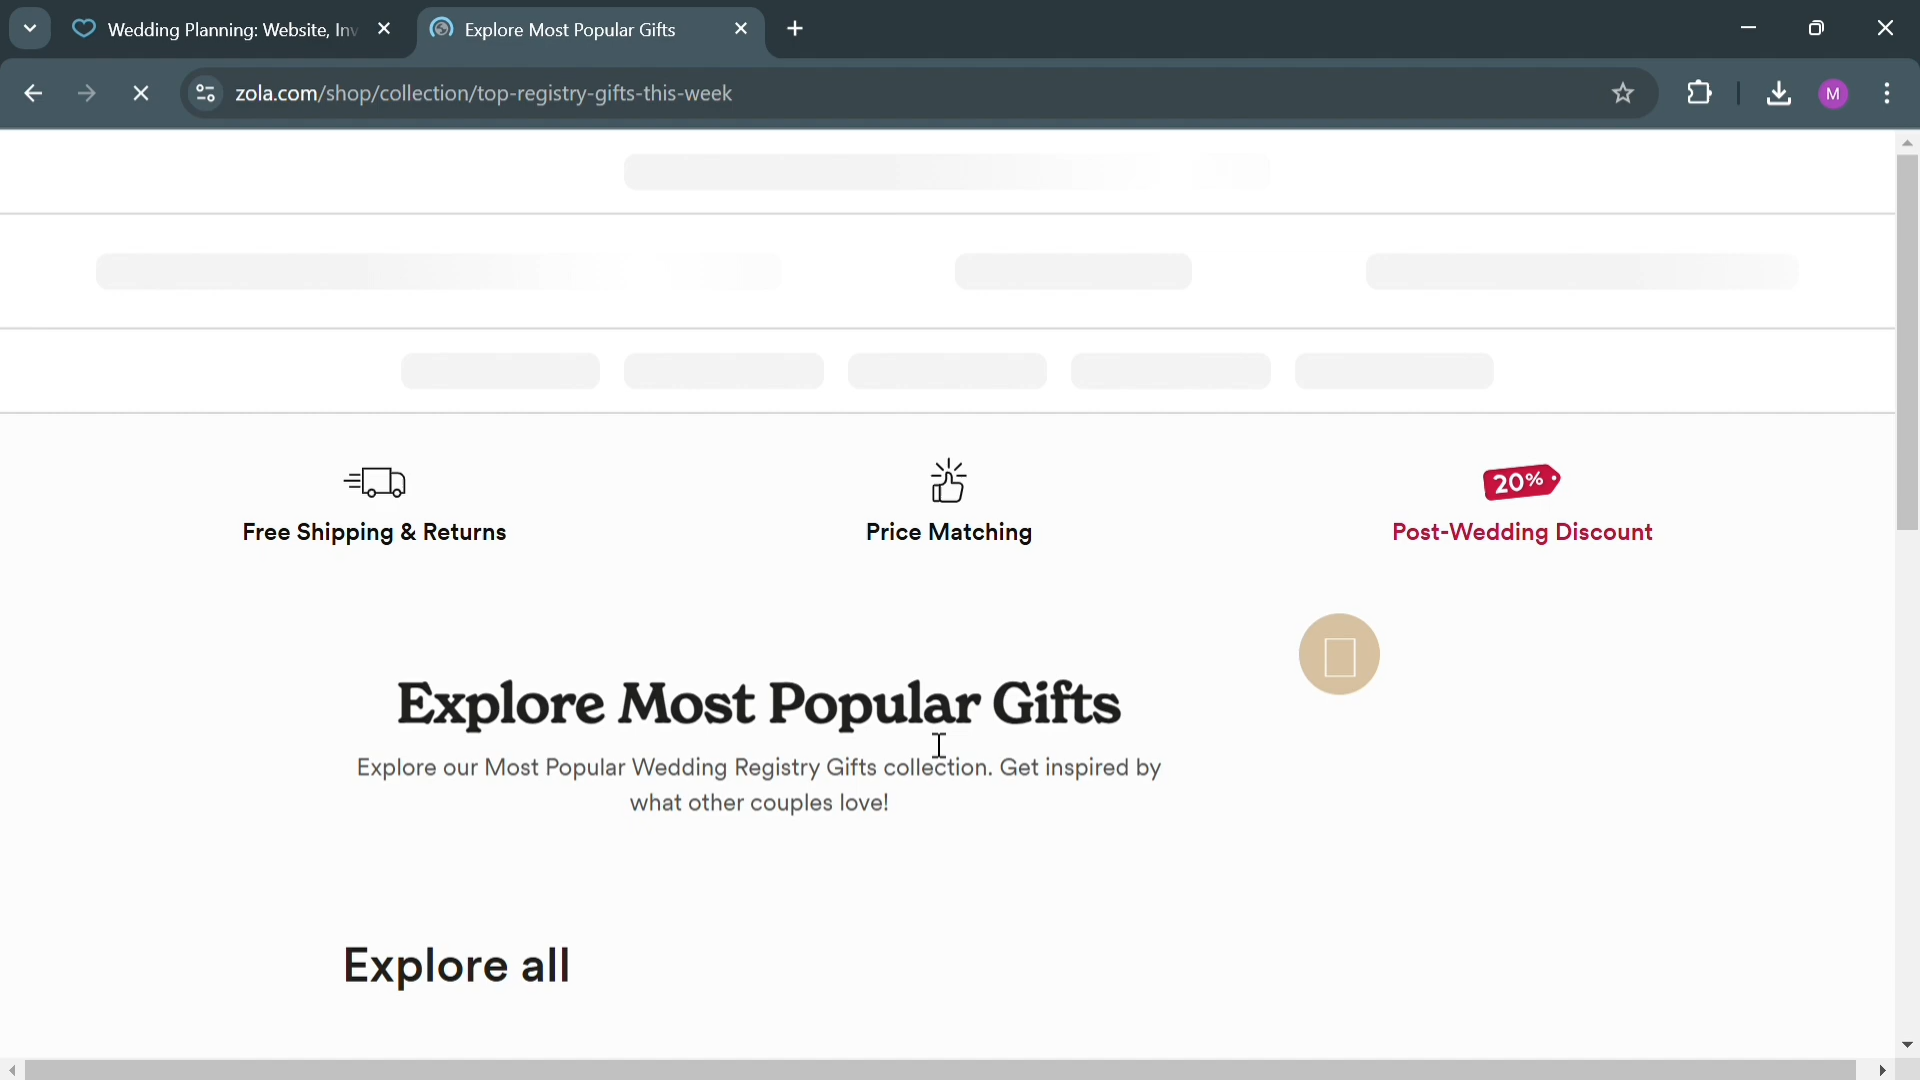 Wedding Planning: Website, Inv
Explore Most Popular Gifts
zola.com/shop/collection/top-registry-gifts-this-week
M
20%
Free Shipping & Returns
Price Matching
Post-Wedding Discount
Explore Most Popular Gifts
Explore our Most Popular Wedding Registry Gifts collection. Get inspired by
what other couples love!
Explore all